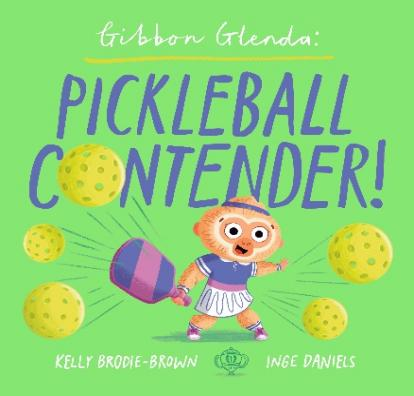 Gibbon Glenda:
PICKLEBALL
CONTENDER!
KELLY BRODIE-BROWN INGE DANIELS